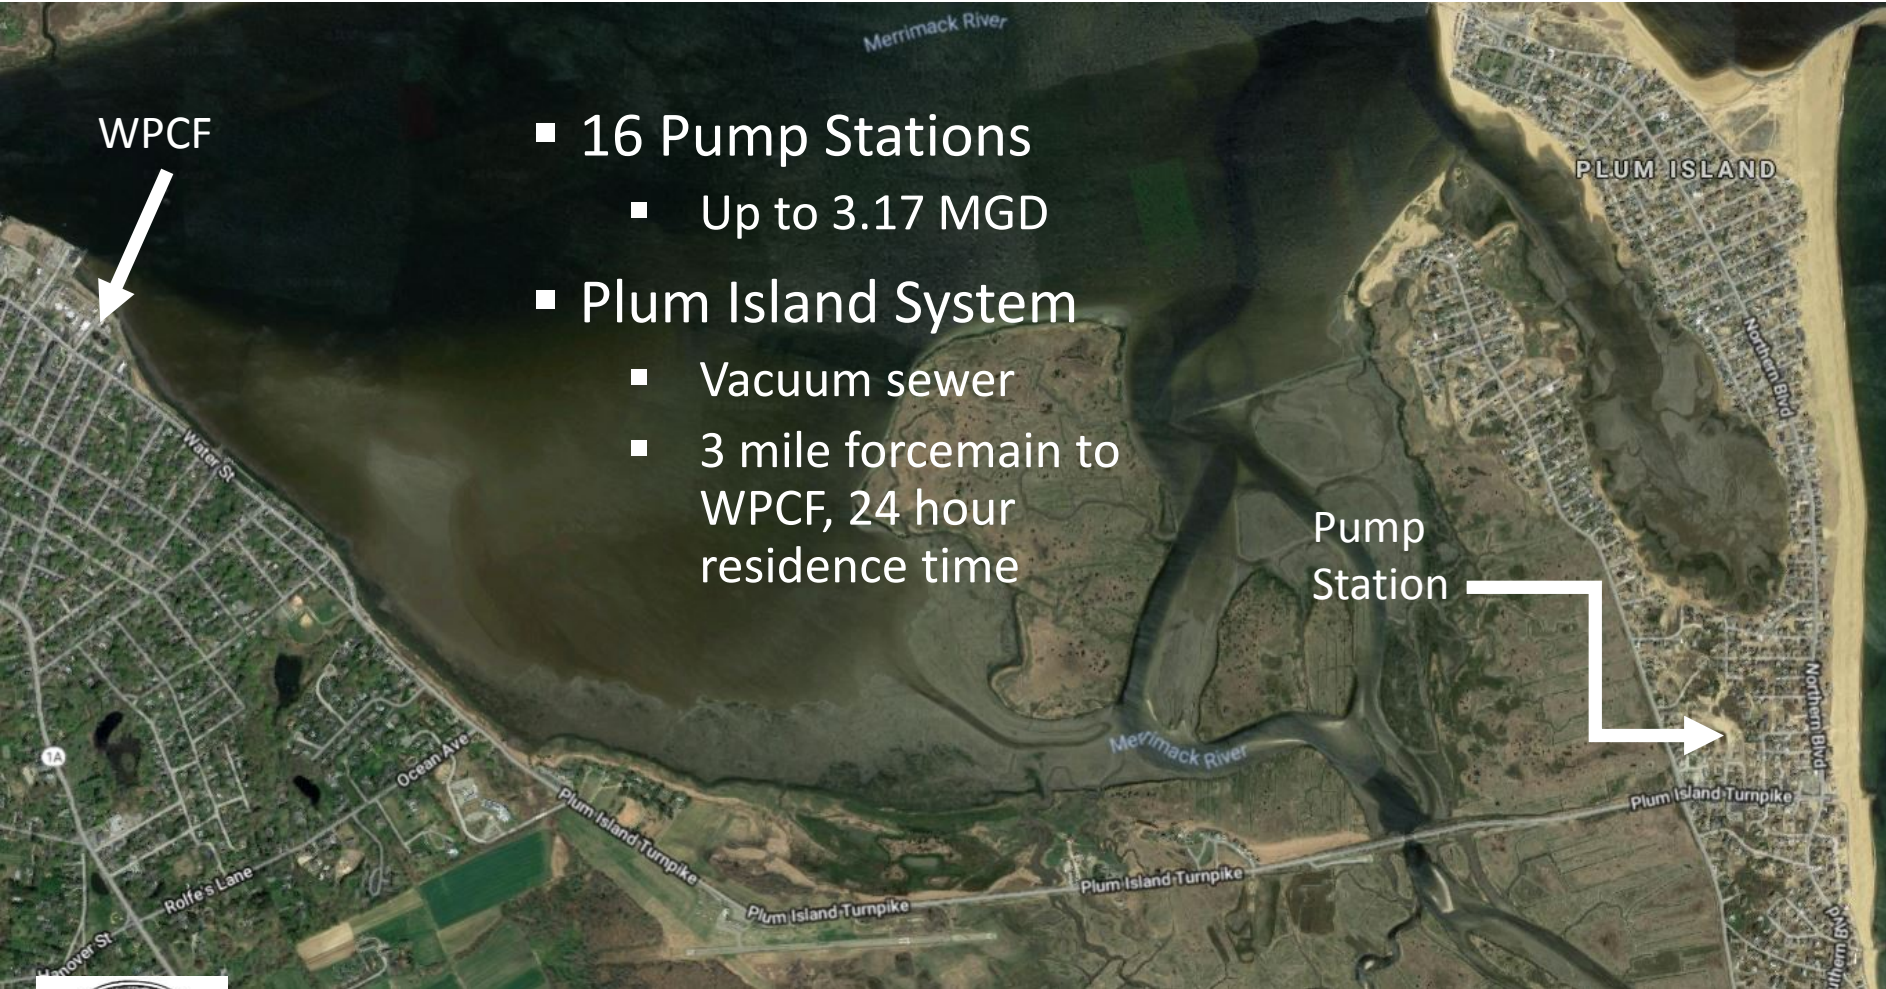 Merrimack River
WPCF
▪ 16 Pump Stations
▪ Up to 3.17 MGD
▪ Plum Island System
▪ Vacuum sewer
▪ 3 mile forcemain to
WPCF, 24 hour
residence time
PLUM ISLAND
Northern Blvd
Water St
Pump
Station
Northern Blvd
Merrimack River
1A
Ocean Ave
Plum Island Turnpike
Plum Island Turnpike
Plum Island Turnpike
Plum Island Turnpike
Rolfe's Lane
Hanover St